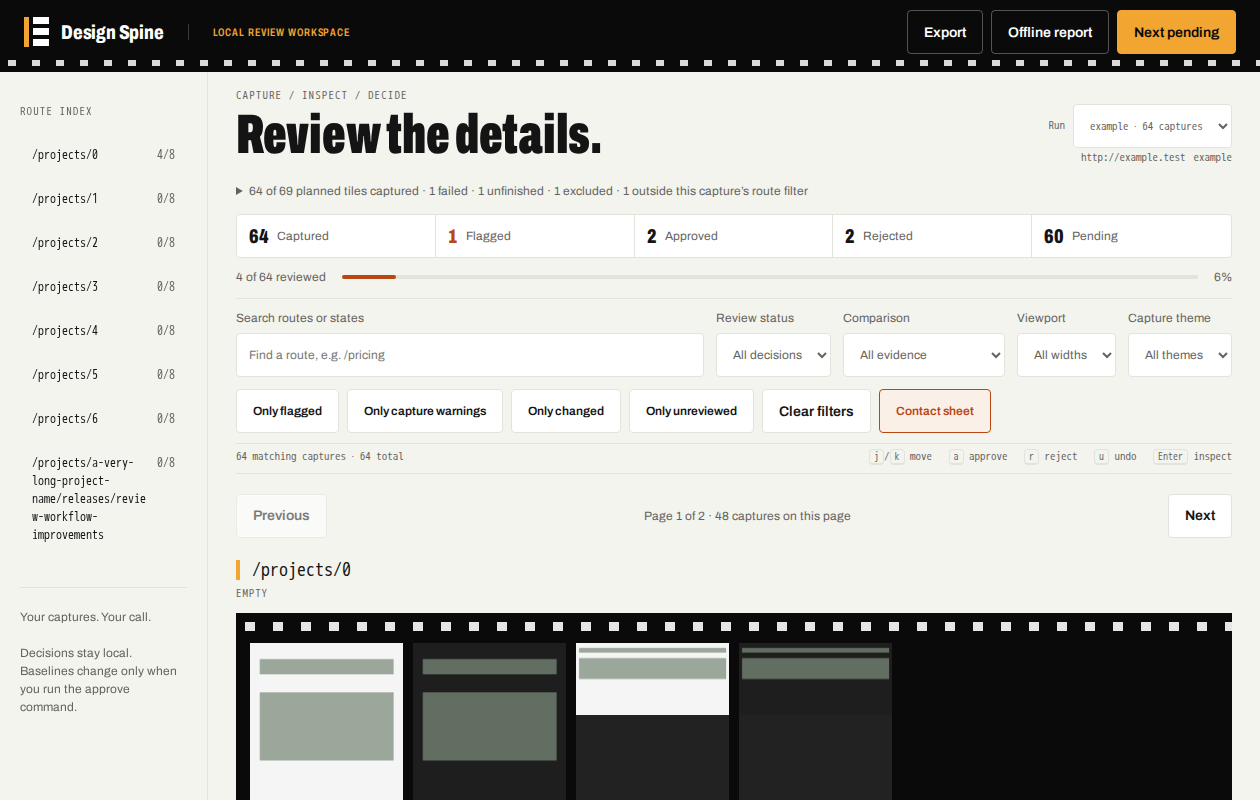 Design Spine
LOCAL REVIEW WORKSPACE
Export
Offline report
Next pending
ROUTE INDEX
/projects/0 4/8
/projects/1 0/8
/projects/2 0/8
/projects/3 0/8
/projects/4 0/8
/projects/5 0/8
/projects/6 0/8
/projects/a-very- 0/8
long-project-
name/releases/revie
w-workflow-
improvements
Your captures. Your call.
Decisions stay local.
Baselines change only when
you run the approve
command.
CAPTURE / INSPECT / DECIDE
Review the details.
Run example · 64 captures
http://example.test example
64 of 69 planned tiles captured · 1 failed · 1 unfinished · 1 excluded · 1 outside this capture's route filter
64 Captured
1 Flagged
2 Approved
2 Rejected
60 Pending
4 of 64 reviewed 6%
Search routes or states
Find a route, e.g. /pricing
Review status
All decisions
Comparison
All evidence
Viewport
All widths
Capture theme
All themes
Only flagged
Only capture warnings
Only changed
Only unreviewed
Clear filters
Contact sheet
64 matching captures · 64 total
j/k move a approve r reject u undo Enter inspect
Previous
Page 1 of 2 · 48 captures on this page
Next
/projects/0
EMPTY